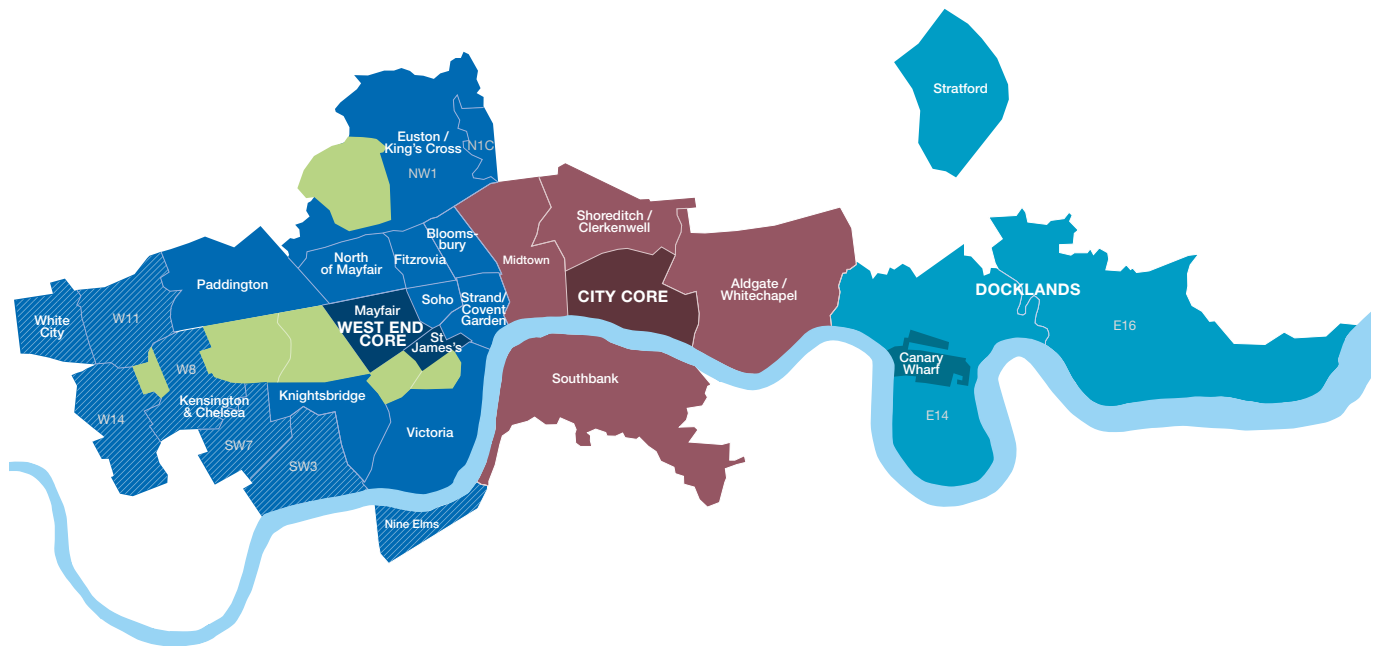 Stratford
Euston /
King's Cross
N1C
NW1
Shoreditch /
Clerkenwell
Blooms-
bury
North
of Mayfair
Fitzrovia
Midtown
Paddington
Aldgate /
Whitechapel
DOCKLANDS
CITY CORE
Soho
Strand/
Covent
Garden
Mayfair
WEST END
CORE
St
James's
White
City
W11
E16
Canary
Wharf
W8
Southbank
Knightsbridge
Kensington
& Chelsea
W14
E14
Victoria
SW7
SW3
Nine Elms